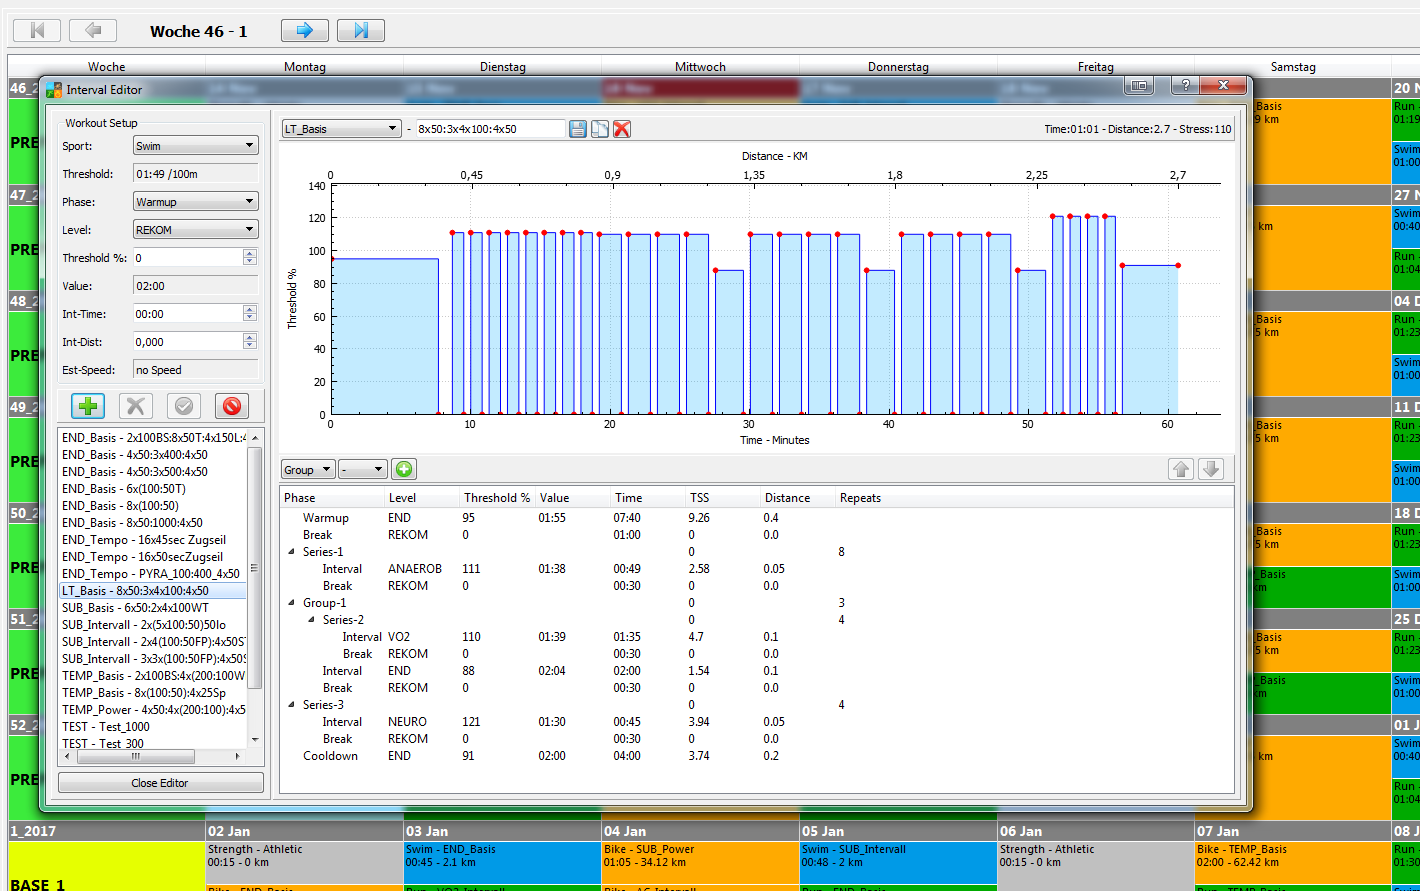 Woche 46 - 1
Woche Montag Dienstag Mittwoch Donnerstag Freitag Samstag
Interval Editor
?
Workout Setup
Sport: Swim
Threshold: 01:49 /100m
Phase: Warmup
Level: REKOM
Threshold %: 0
Value: 02:00
Int-Time: 00:00
Int-Dist: 0,000
Est-Speed: no Speed
END_Basis - 2x100BS:8x50T:4x150L:4
END_Basis - 4x50:3x400:4x50
END_Basis - 4x50:3x500:4x50
END_Basis - 6x(100:50T)
END_Basis - 8x(100:50)
END_Basis - 8x50:1000:4x50
END_Tempo - 16x45sec Zugseil
END_Tempo - 16x50secZugseil
END_Tempo - PYRA_100:400_4x50
LT_Basis - 8x50:3x4x100:4x50
SUB_Basis - 6x50:2x4x100WT
SUB_Intervall - 2x(5x100:50)50lo
SUB_Intervall - 2x4(100:50FP):4x50S
SUB_Intervall - 3x3x(100:50FP):4x50S
TEMP_Basis - 2x100BS:4x(200:100W
TEMP_Basis - 8x(100:50):4x25Sp
TEMP_Power - 4x50:4x(200:100):4x5
TEST - Test_1000
TEST - Test_300
Close Editor
LT_Basis - 8x50:3x4x100:4x50
Time:01:01 - Distance:2.7 - Stress:110
Distance - KM
0 0,45 0,9 1,35 1,8 2,25 2,7
140
120
100
80
60
40
20
0
Threshold %
0 10 20 30 40 50 60
Time - Minutes
Group -
Phase Level Threshold % Value Time TSS Distance Repeats
Warmup END 95 01:55 07:40 9.26 0.4
Break REKOM 0 01:00 0 0.0
Series-1 0 8
Interval ANAEROB 111 01:38 00:49 2.58 0.05
Break REKOM 0 00:30 0 0.0
Group-1 0 3
Series-2 0 4
Interval VO2 110 01:39 01:35 4.7 0.1
Break REKOM 0 00:30 0 0.0
Interval END 88 02:04 02:00 1.54 0.1
Break REKOM 0 00:30 0 0.0
Series-3 0 4
Interval NEURO 121 01:30 00:45 3.94 0.05
Break REKOM 0 00:30 0 0.0
Cooldown END 91 02:00 04:00 3.74 0.2
46_2
PRE
47_2
PRE
48_2
PRE
49_2
PRE
50_2
PRE
51_2
PRE
52_2
PRE
20 N
_Basis Run -
9 km 01:19
Swim
01:00
27 N
Swim
km 00:40
Run -
01:04
04 D
_Basis Run -
5 km 01:23
Swim
01:00
11 D
_Basis Run -
5 km 01:23
Swim
01:00
18 D
_Basis Run -
5 km 01:23
_Basis Swim
km 01:00
25 D
_Basis Run -
5 km 01:23
_Basis Swim
km 01:00
01 J
Swim
km 00:40
Run -
01:04
1_2017 02 Jan 03 Jan 04 Jan 05 Jan 06 Jan 07 Jan 08 J
Strength - Athletic Swim - END_Basis Bike - SUB_Power Swim - SUB_Intervall Strength - Athletic Bike - TEMP_Basis Run -
00:15 - 0 km 00:45 - 2.1 km 01:05 - 34.12 km 00:48 - 2 km 00:15 - 0 km 02:00 - 62.42 km 01:30
BASE_1
Swim